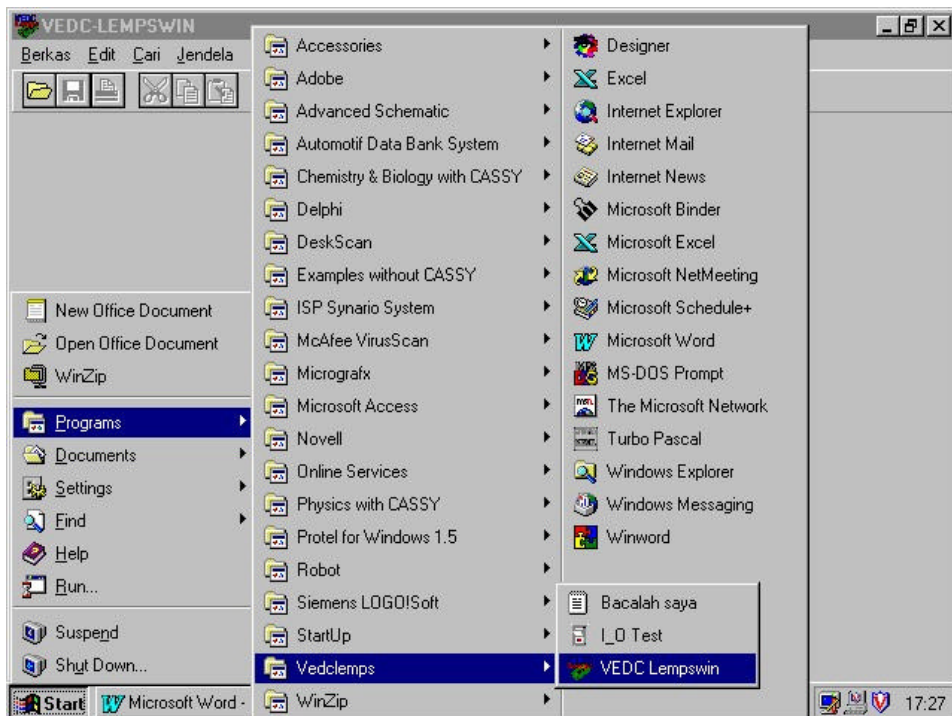 VEDC-LEMPSWIN
Berkas Edit Cari Jendela
New Office Document
Open Office Document
WinZip
Programs
Documents
Settings
Find
Help
Run...
Suspend
Shut Down...
Accessories
Adobe
Advanced Schematic
Automotif Data Bank System
Chemistry & Biology with CASSY
Delphi
DeskScan
Examples without CASSY
ISP Synario System
McAfee VirusScan
Micrografx
Microsoft Access
Novell
Online Services
Physics with CASSY
Protel for Windows 1.5
Robot
Siemens LOGO!Soft
StartUp
Vedclemps
WinZip
Designer
Excel
Internet Explorer
Internet Mail
Internet News
Microsoft Binder
Microsoft Excel
Microsoft NetMeeting
Microsoft Schedule+
Microsoft Word
MS-DOS Prompt
The Microsoft Network
Turbo Pascal
Windows Explorer
Windows Messaging
Winword
Bacalah saya
I_O Test
VEDC Lempswin
Start Microsoft Word - 17:27